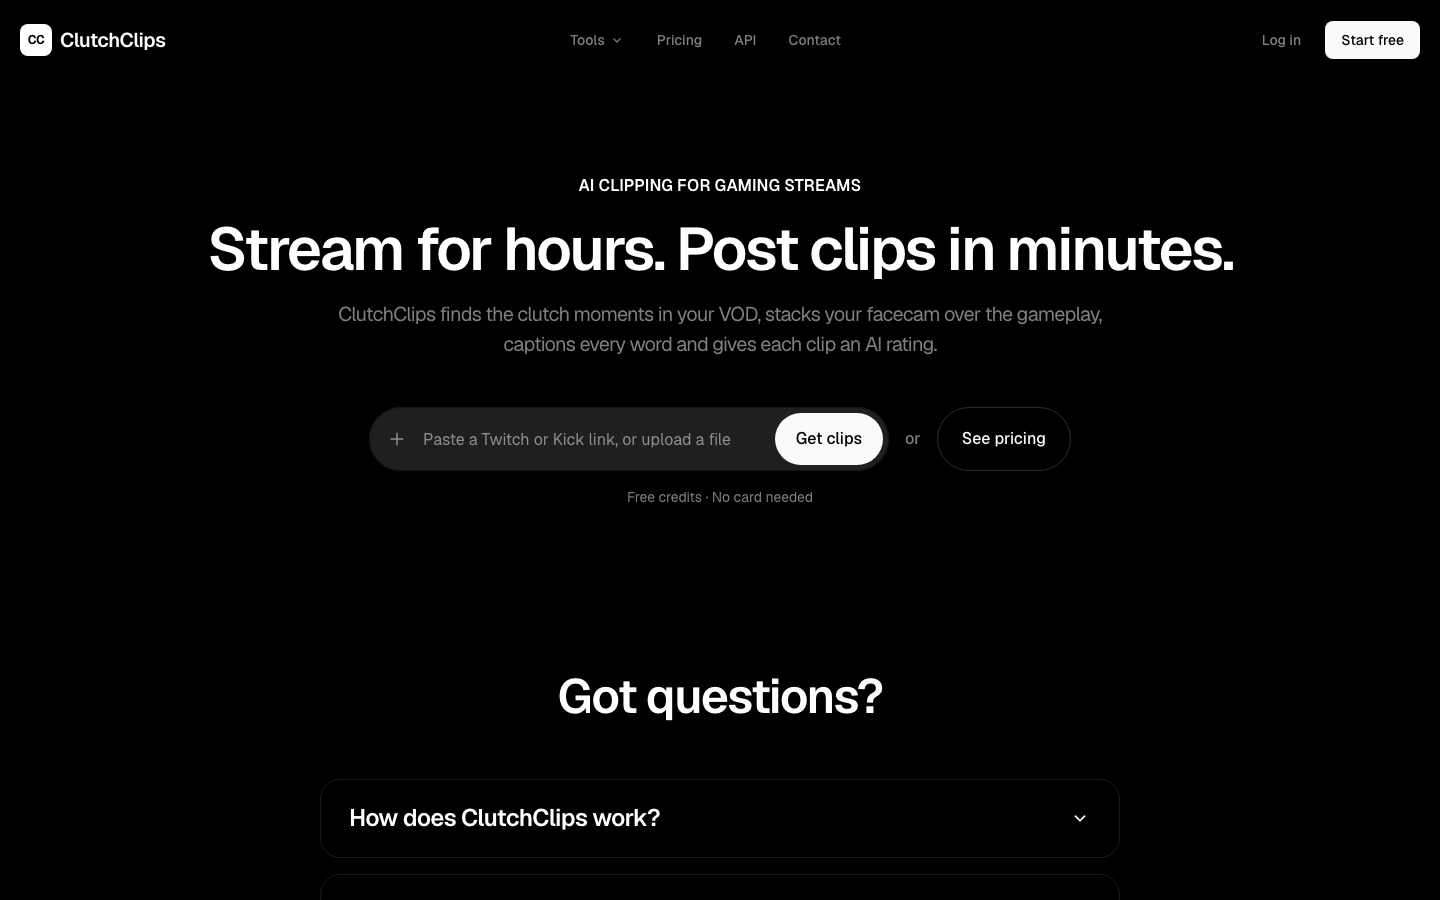 CC ClutchClips
Tools Pricing API Contact
Log in Start free
AI CLIPPING FOR GAMING STREAMS
Stream for hours. Post clips in minutes.
ClutchClips finds the clutch moments in your VOD, stacks your facecam over the gameplay,
captions every word and gives each clip an AI rating.
Paste a Twitch or Kick link, or upload a file Get clips or See pricing
Free credits · No card needed
Got questions?
How does ClutchClips work?